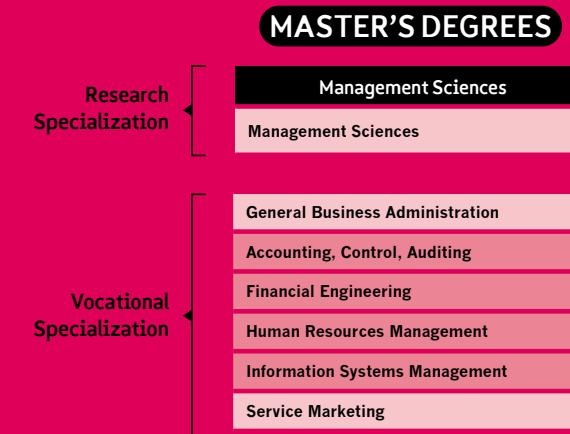 MASTER'S DEGREES
Research
Specialization
Management Sciences
Management Sciences
Vocational
Specialization
General Business Administration
Accounting, Control, Auditing
Financial Engineering
Human Resources Management
Information Systems Management
Service Marketing